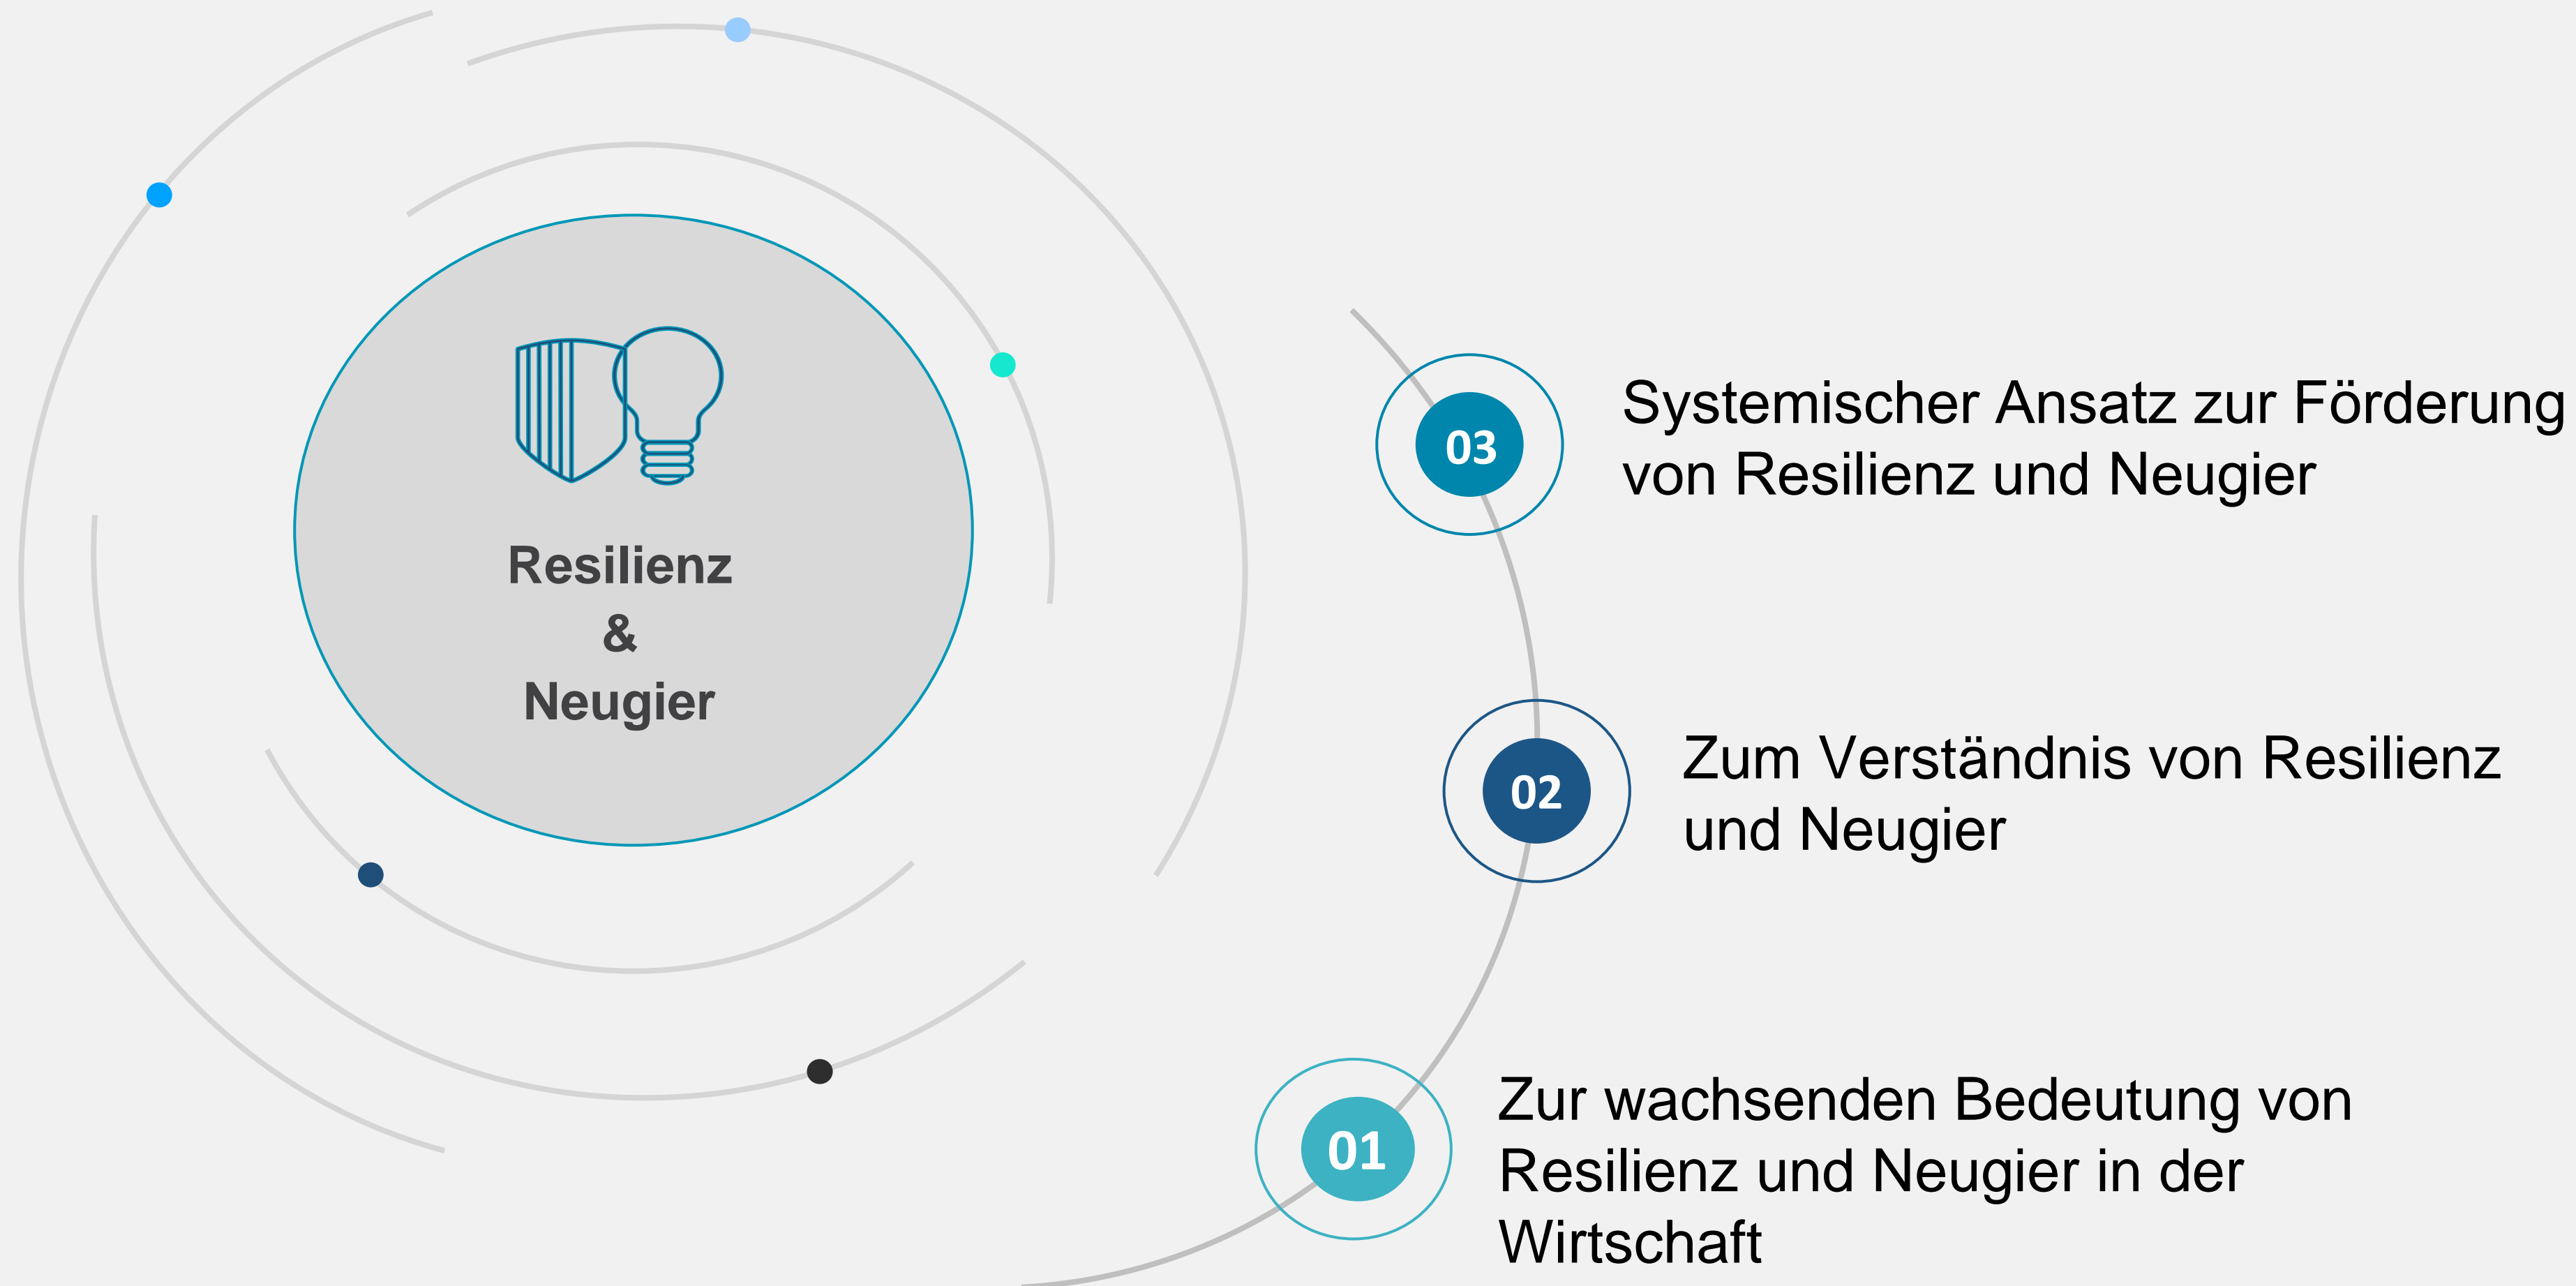 Resilienz
&
Neugier
03
Systemischer Ansatz zur Förderung
von Resilienz und Neugier
02
Zum Verständnis von Resilienz
und Neugier
01
Zur wachsenden Bedeutung von
Resilienz und Neugier in der
Wirtschaft